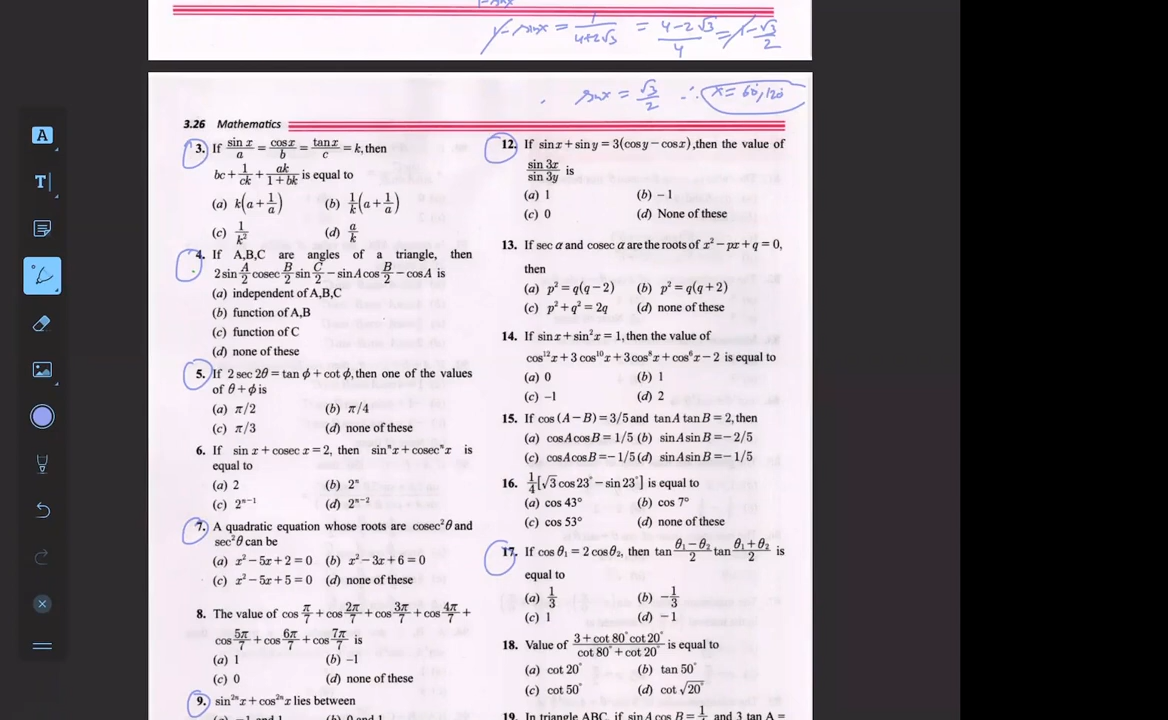 y-sinx = 1/(4+2√3) = (4-2√3)/4 = 1-√3/2
sinx = √3/2 ∴ x = 60, 120
3.26 Mathematics
3. If sin x/a = cos x/b = tan x/c = k, then
bc + 1/ck + ak/(1+bk) is equal to
(a) k(a + 1/a) (b) 1/k(a + 1/a)
(c) 1/k² (d) a/k
4. If A,B,C are angles of a triangle, then
2 sin A/2 cosec B/2 sin C/2 – sin A cos B/2 – cos A is
(a) independent of A,B,C
(b) function of A,B
(c) function of C
(d) none of these
5. If 2 sec 2θ = tan ϕ + cot ϕ, then one of the values
of θ + ϕ is
(a) π/2 (b) π/4
(c) π/3 (d) none of these
6. If sin x + cosec x = 2, then sinⁿx + cosecⁿx is
equal to
(a) 2 (b) 2ⁿ
(c) 2ⁿ⁻¹ (d) 2ⁿ⁻²
7. A quadratic equation whose roots are cosec²θ and
sec²θ can be
(a) x² – 5x + 2 = 0 (b) x² – 3x + 6 = 0
(c) x² – 5x + 5 = 0 (d) none of these
8. The value of cos π/7 + cos 2π/7 + cos 3π/7 + cos 4π/7 +
cos 5π/7 + cos 6π/7 + cos 7π/7 is
(a) 1 (b) –1
(c) 0 (d) none of these
9. sin²ⁿx + cos²ⁿx lies between
12. If sin x + sin y = 3(cos y – cos x), then the value of
sin 3x/sin 3y is
(a) 1 (b) –1
(c) 0 (d) None of these
13. If sec α and cosec α are the roots of x² – px + q = 0,
then
(a) p² = q(q – 2) (b) p² = q(q + 2)
(c) p² + q² = 2q (d) none of these
14. If sin x + sin²x = 1, then the value of
cos¹²x + 3 cos¹⁰x + 3 cos⁸x + cos⁶x – 2 is equal to
(a) 0 (b) 1
(c) –1 (d) 2
15. If cos (A – B) = 3/5 and tan A tan B = 2, then
(a) cos A cos B = 1/5 (b) sin A sin B = –2/5
(c) cos A cos B = –1/5 (d) sin A sin B = –1/5
16. 1/4[√3 cos 23° – sin 23°] is equal to
(a) cos 43° (b) cos 7°
(c) cos 53° (d) none of these
17. If cos θ₁ = 2 cos θ₂, then tan (θ₁ – θ₂)/2 tan (θ₁ + θ₂)/2 is
equal to
(a) 1/3 (b) –1/3
(c) 1 (d) –1
18. Value of (3 + cot 80° cot 20°)/(cot 80° + cot 20°) is equal to
(a) cot 20° (b) tan 50°
(c) cot 50° (d) cot √20°
19. In triangle ABC, if sin A cos B = 1/4 and 3 tan A =